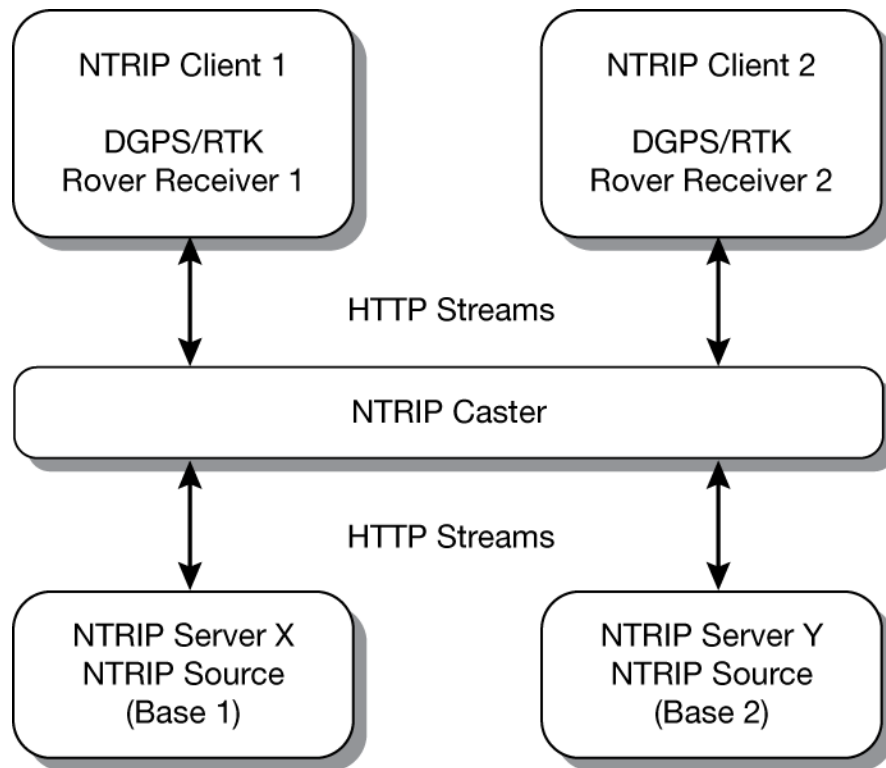 NTRIP Client 1
DGPS/RTK
Rover Receiver 1
NTRIP Client 2
DGPS/RTK
Rover Receiver 2
HTTP Streams
NTRIP Caster
HTTP Streams
NTRIP Server X
NTRIP Source
(Base 1)
NTRIP Server Y
NTRIP Source
(Base 2)